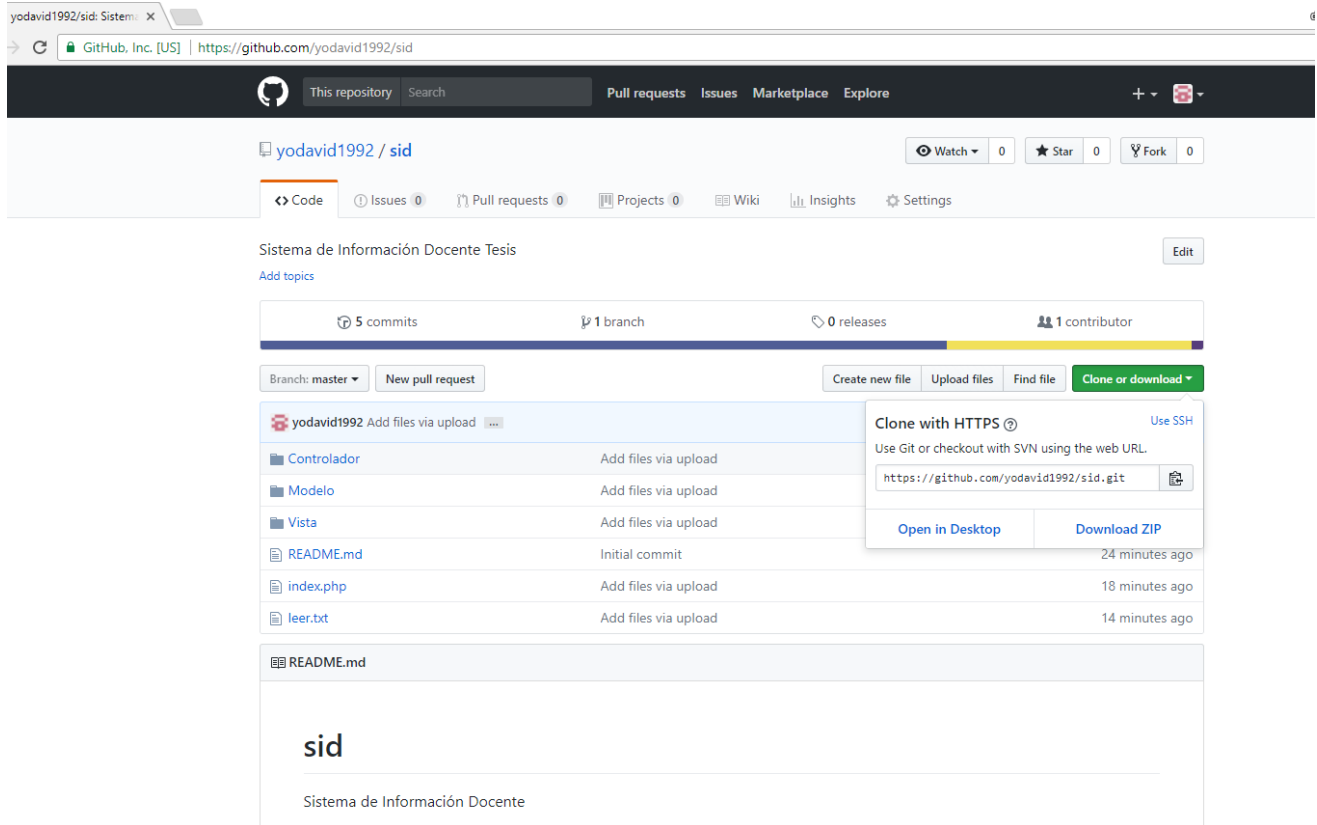 yodavid1992/sid: Sistema
GitHub, Inc. [US] https://github.com/yodavid1992/sid
This repository Search Pull requests Issues Marketplace Explore
yodavid1992 / sid Watch 0 Star 0 Fork 0
Code Issues 0 Pull requests 0 Projects 0 Wiki Insights Settings
Sistema de Información Docente Tesis Edit
Add topics
5 commits 1 branch 0 releases 1 contributor
Branch: master New pull request Create new file Upload files Find file Clone or download
yodavid1992 Add files via upload ...
Clone with HTTPS Use SSH
Use Git or checkout with SVN using the web URL.
https://github.com/yodavid1992/sid.git
Open in Desktop Download ZIP
Controlador Add files via upload
Modelo Add files via upload
Vista Add files via upload
README.md Initial commit 24 minutes ago
index.php Add files via upload 18 minutes ago
leer.txt Add files via upload 14 minutes ago
README.md
sid
Sistema de Información Docente